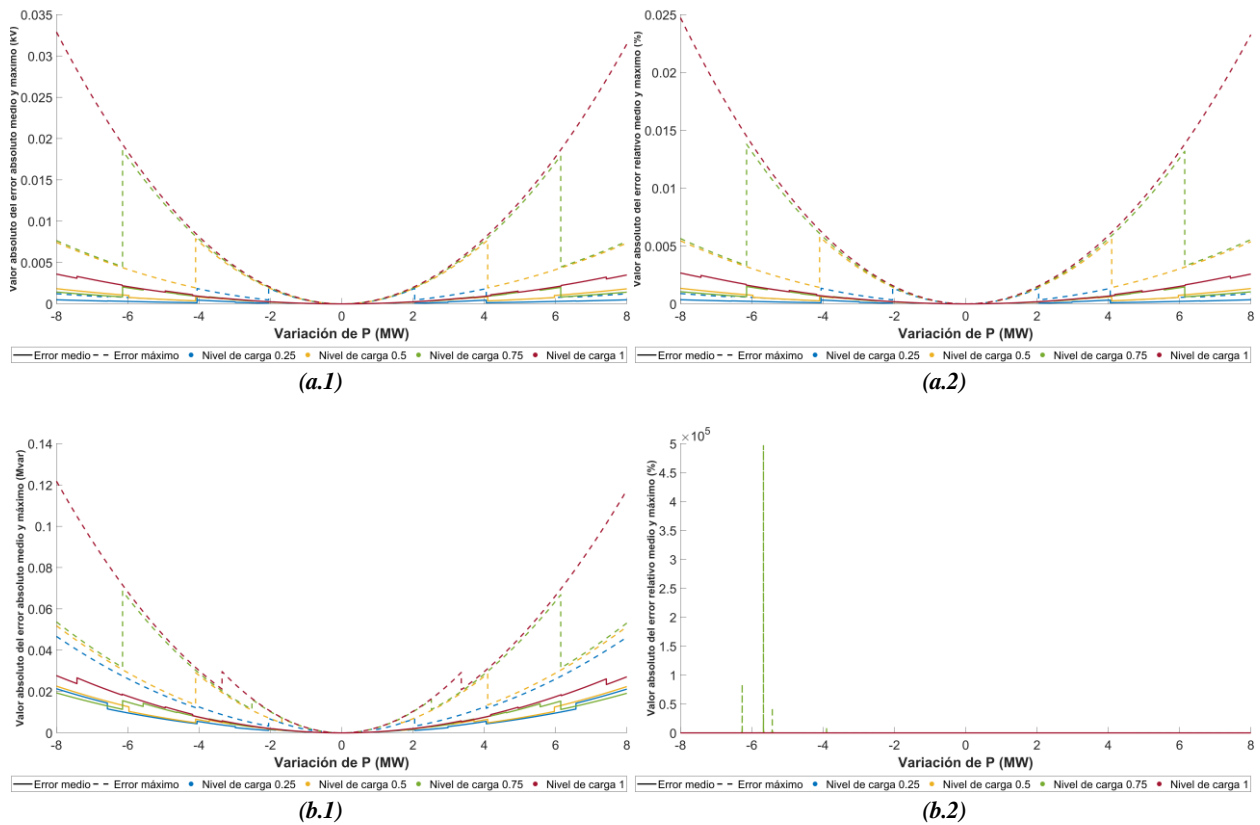 Valor absoluto del error absoluto medio y maximo (kV)
0.035
0.03
0.025
0.02
0.015
0.01
0.005
0
-8 -6 -4 -2 0 2 4 6 8
Variación de P (MW)
Error medio Error máximo Nivel de carga 0.25 Nivel de carga 0.5 Nivel de carga 0.75 Nivel de carga 1
(a.1)
Valor absoluto del error relativo medio y maximo (%)
0.025
0.02
0.015
0.01
0.005
0
-8 -6 -4 -2 0 2 4 6 8
Variación de P (MW)
Error medio Error máximo Nivel de carga 0.25 Nivel de carga 0.5 Nivel de carga 0.75 Nivel de carga 1
(a.2)
Valor absoluto del error absoluto medio y máximo (Mvar)
0.14
0.12
0.1
0.08
0.06
0.04
0.02
0
-8 -6 -4 -2 0 2 4 6 8
Variación de P (MW)
Error medio Error máximo Nivel de carga 0.25 Nivel de carga 0.5 Nivel de carga 0.75 Nivel de carga 1
(b.1)
Valor absoluto del error relativo medio y máximo (%)
×10⁵
5
4.5
4
3.5
3
2.5
2
1.5
1
0.5
0
-8 -6 -4 -2 0 2 4 6 8
Variación de P (MW)
Error medio Error máximo Nivel de carga 0.25 Nivel de carga 0.5 Nivel de carga 0.75 Nivel de carga 1
(b.2)